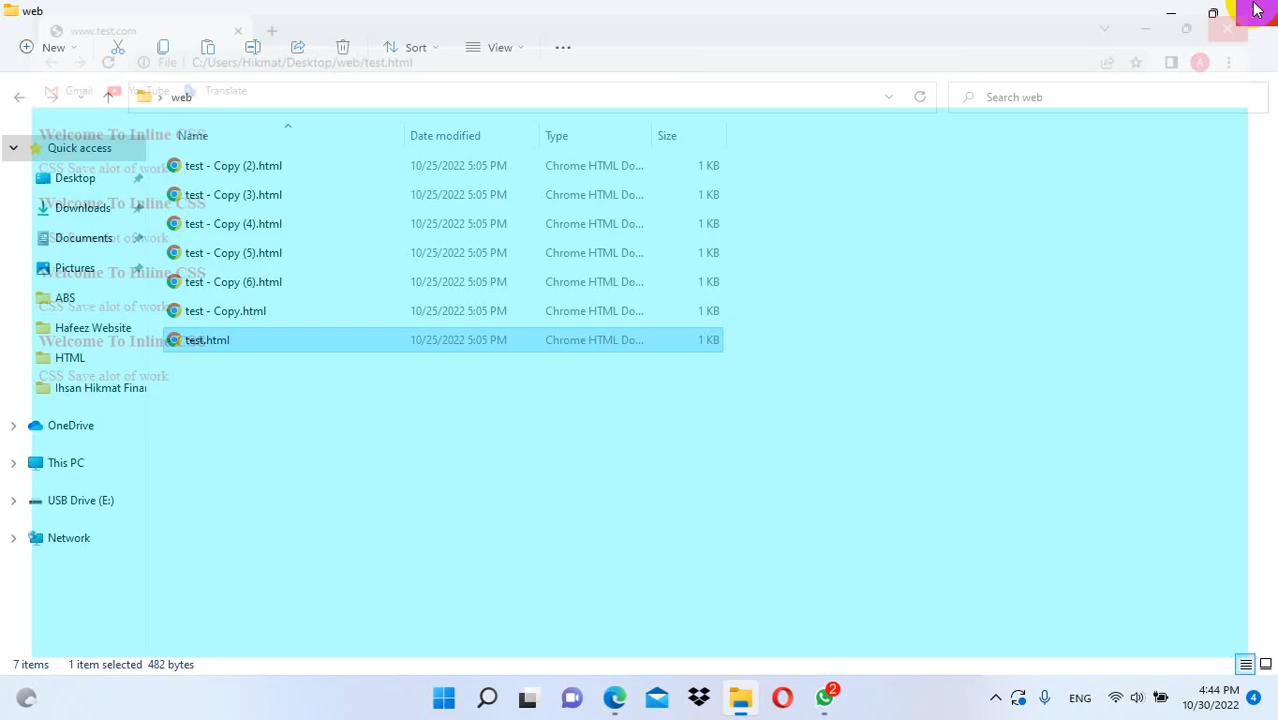 web
www.test.com
New
Sort
View
File C:/Users/Hikmat/Desktop/web/test.html
Gmail YouTube Translate
web
Search web
Name Date modified Type Size
Welcome To Inline CSS
CSS Save alot of work
Welcome To Inline CSS
CSS Save alot of work
Welcome To Inline CSS
CSS Save alot of work
Welcome To Inline CSS
CSS Save alot of work
Quick access
Desktop
Downloads
Documents
Pictures
ABS
Hafeez Website
HTML
Ihsan Hikmat Finar
OneDrive
This PC
USB Drive (E:)
Network
test - Copy (2).html 10/25/2022 5:05 PM Chrome HTML Do... 1 KB
test - Copy (3).html 10/25/2022 5:05 PM Chrome HTML Do... 1 KB
test - Copy (4).html 10/25/2022 5:05 PM Chrome HTML Do... 1 KB
test - Copy (5).html 10/25/2022 5:05 PM Chrome HTML Do... 1 KB
test - Copy (6).html 10/25/2022 5:05 PM Chrome HTML Do... 1 KB
test - Copy.html 10/25/2022 5:05 PM Chrome HTML Do... 1 KB
test.html 10/25/2022 5:05 PM Chrome HTML Do... 1 KB
7 items 1 item selected 482 bytes
2
ENG
4:44 PM
10/30/2022
4
A